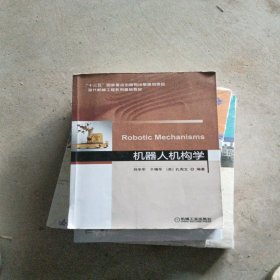 "十三五"国家重点出版物出版规划项目
现代机械工程系列精品教材
Robotic Mechanisms
机器人机构学
编著
机械工业出版社